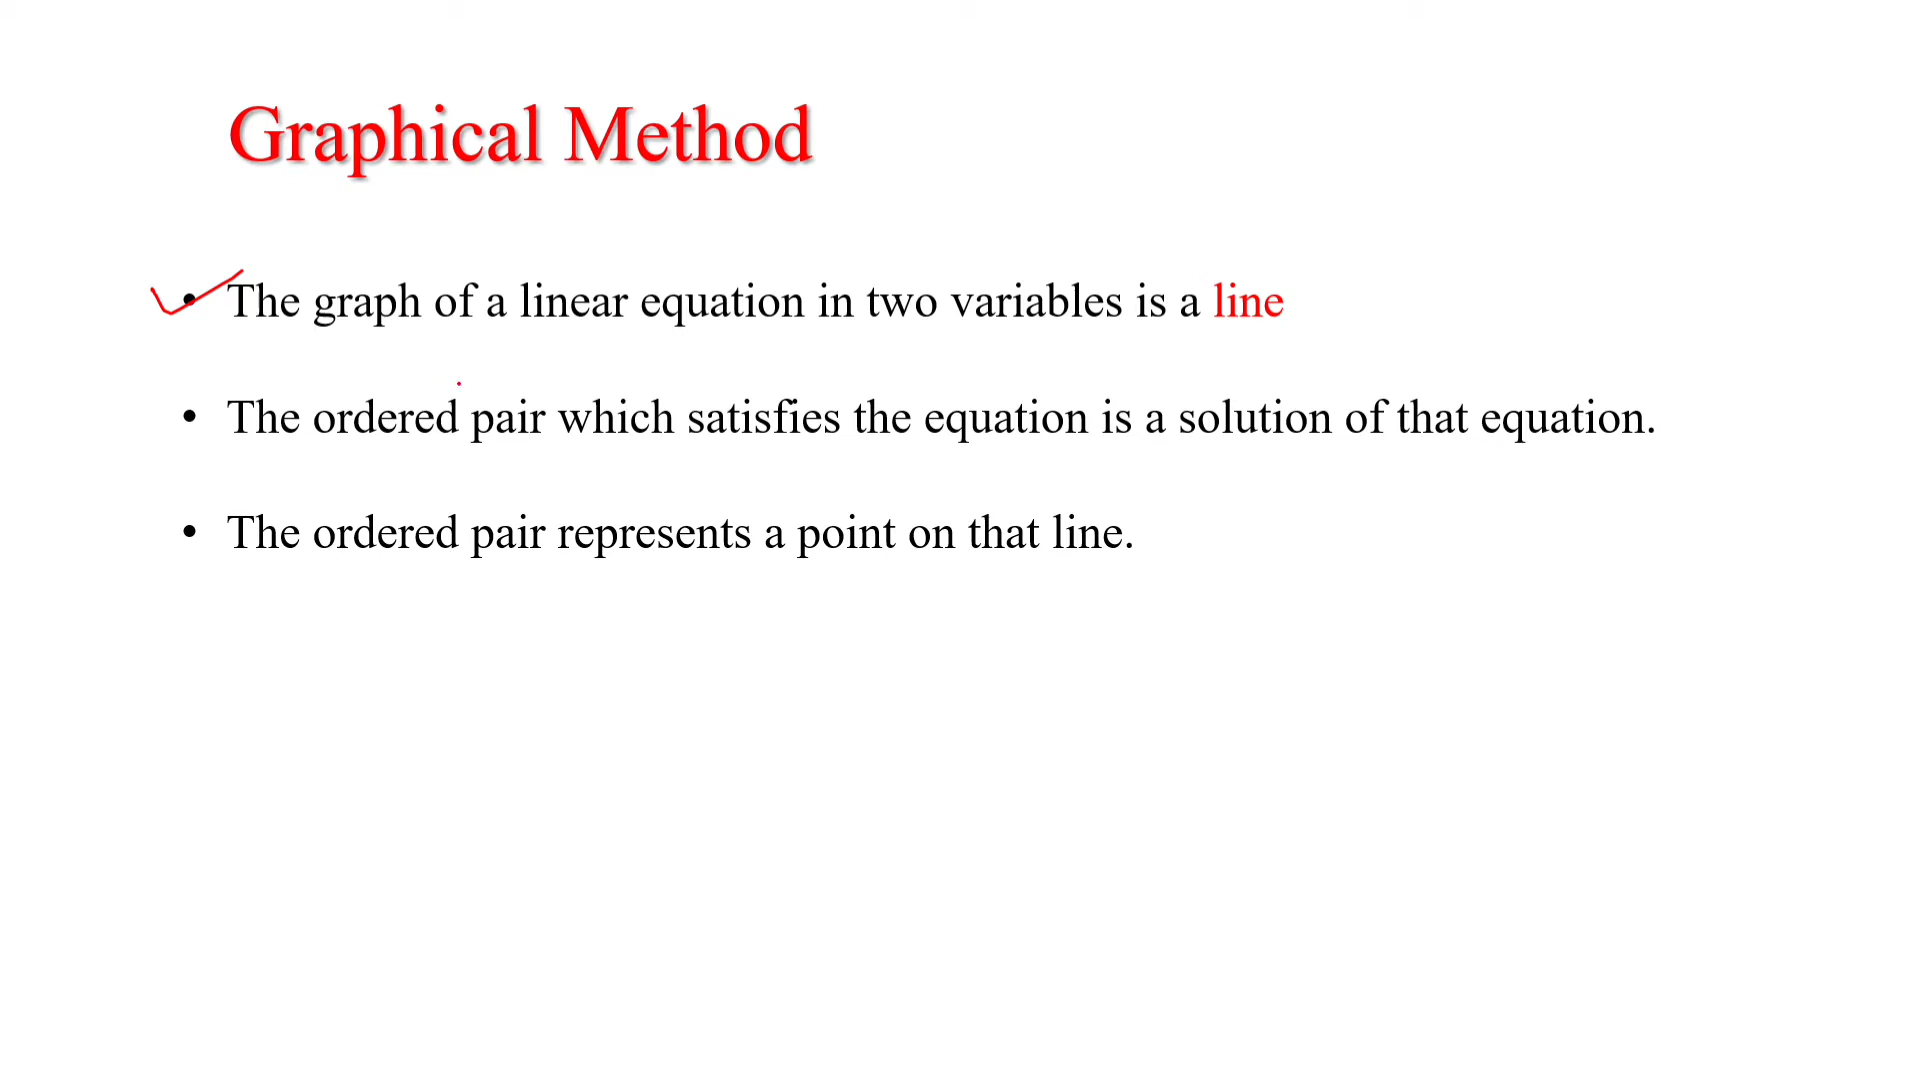 Graphical Method
• The graph of a linear equation in two variables is a line
• The ordered pair which satisfies the equation is a solution of that equation.
• The ordered pair represents a point on that line.